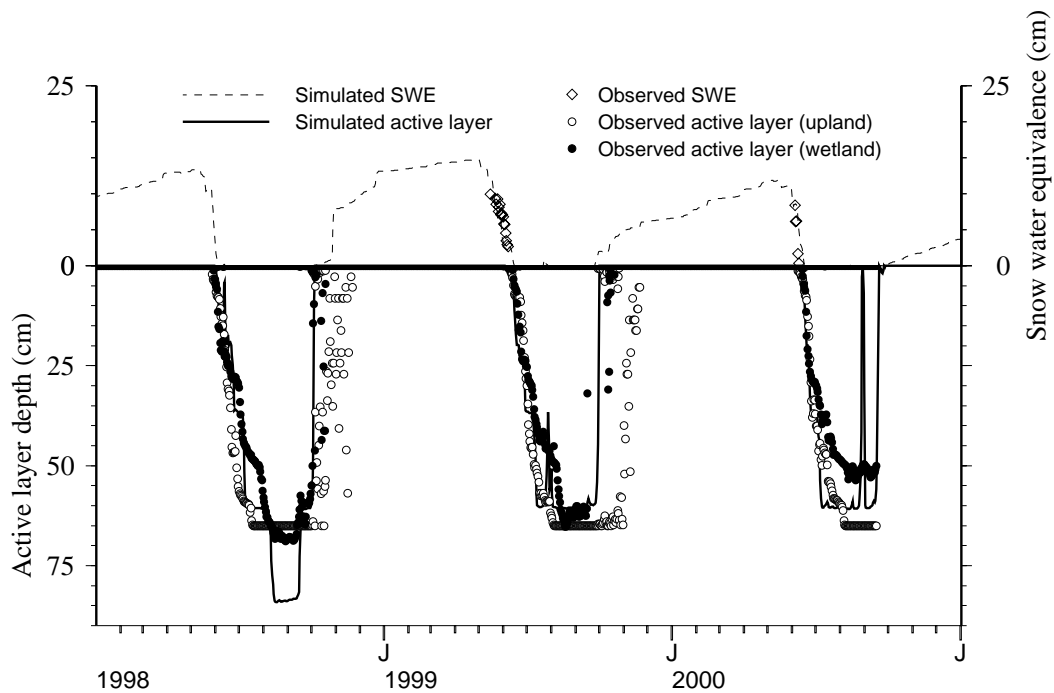 25
25
Simulated SWE
Observed SWE
Simulated active layer
Observed active layer (upland)
Observed active layer (wetland)
0
0
25
50
75
Active layer depth (cm)
Snow water equivalence (cm)
J
J
J
1998
1999
2000